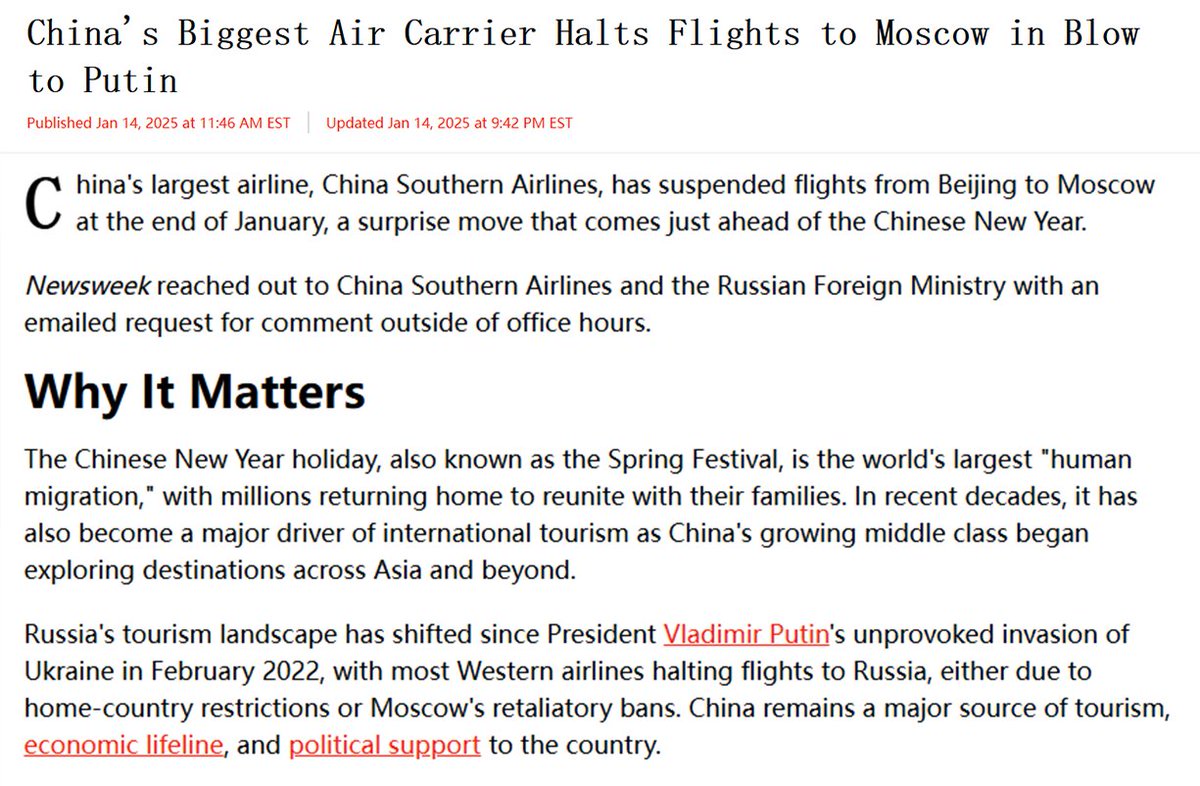 China's Biggest Air Carrier Halts Flights to Moscow in Blow
to Putin
Published Jan 14, 2025 at 11:46 AM EST | Updated Jan 14, 2025 at 9:42 PM EST
China's largest airline, China Southern Airlines, has suspended flights from Beijing to Moscow
at the end of January, a surprise move that comes just ahead of the Chinese New Year.
Newsweek reached out to China Southern Airlines and the Russian Foreign Ministry with an
emailed request for comment outside of office hours.
Why It Matters
The Chinese New Year holiday, also known as the Spring Festival, is the world's largest "human
migration," with millions returning home to reunite with their families. In recent decades, it has
also become a major driver of international tourism as China's growing middle class began
exploring destinations across Asia and beyond.
Russia's tourism landscape has shifted since President Vladimir Putin's unprovoked invasion of
Ukraine in February 2022, with most Western airlines halting flights to Russia, either due to
home-country restrictions or Moscow's retaliatory bans. China remains a major source of tourism,
economic lifeline, and political support to the country.